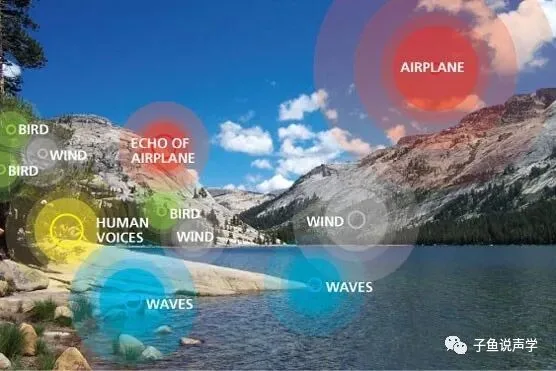 AIRPLANE
BIRD
ECHO OF
AIRPLANE
WIND
BIRD
BIRD
HUMAN
VOICES
WIND
WIND
WAVES
WAVES
子鱼说声学